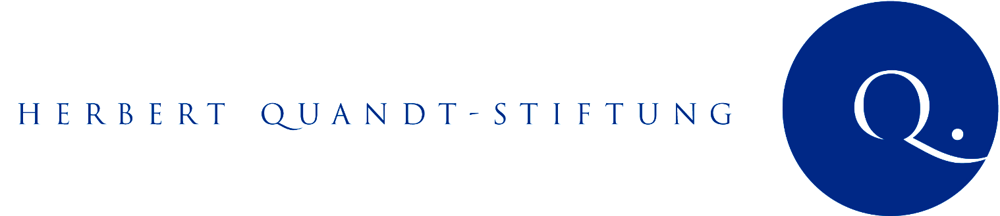 HERBERT QUANDT-STIFTUNG
Q.